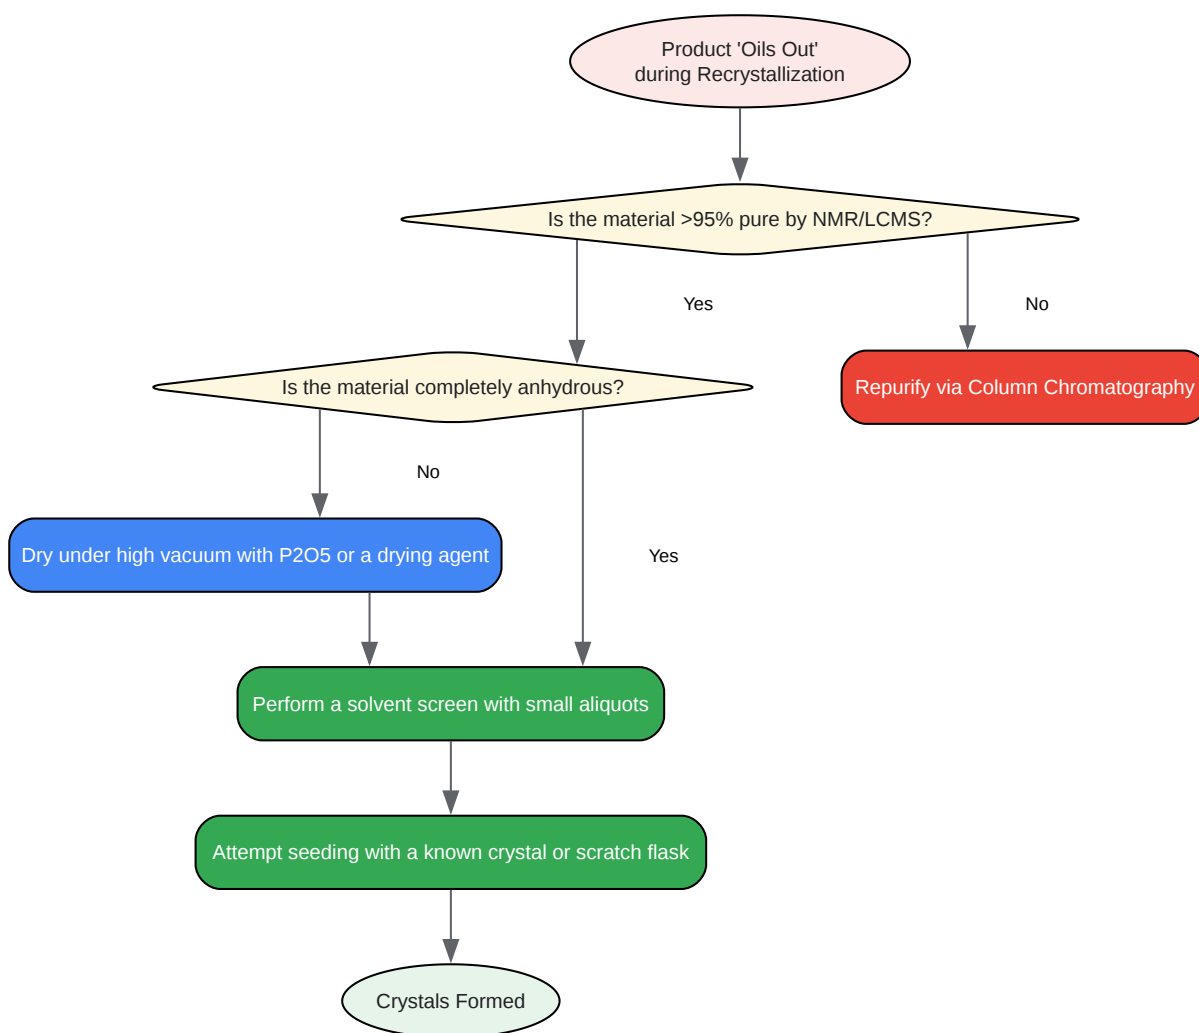 Product 'Oils Out'
during Recrystallization
Is the material >95% pure by NMR/LCMS?
Yes
No
Is the material completely anhydrous?
Repurify via Column Chromatography
No
Dry under high vacuum with P2O5 or a drying agent
Yes
Perform a solvent screen with small aliquots
Attempt seeding with a known crystal or scratch flask
Crystals Formed